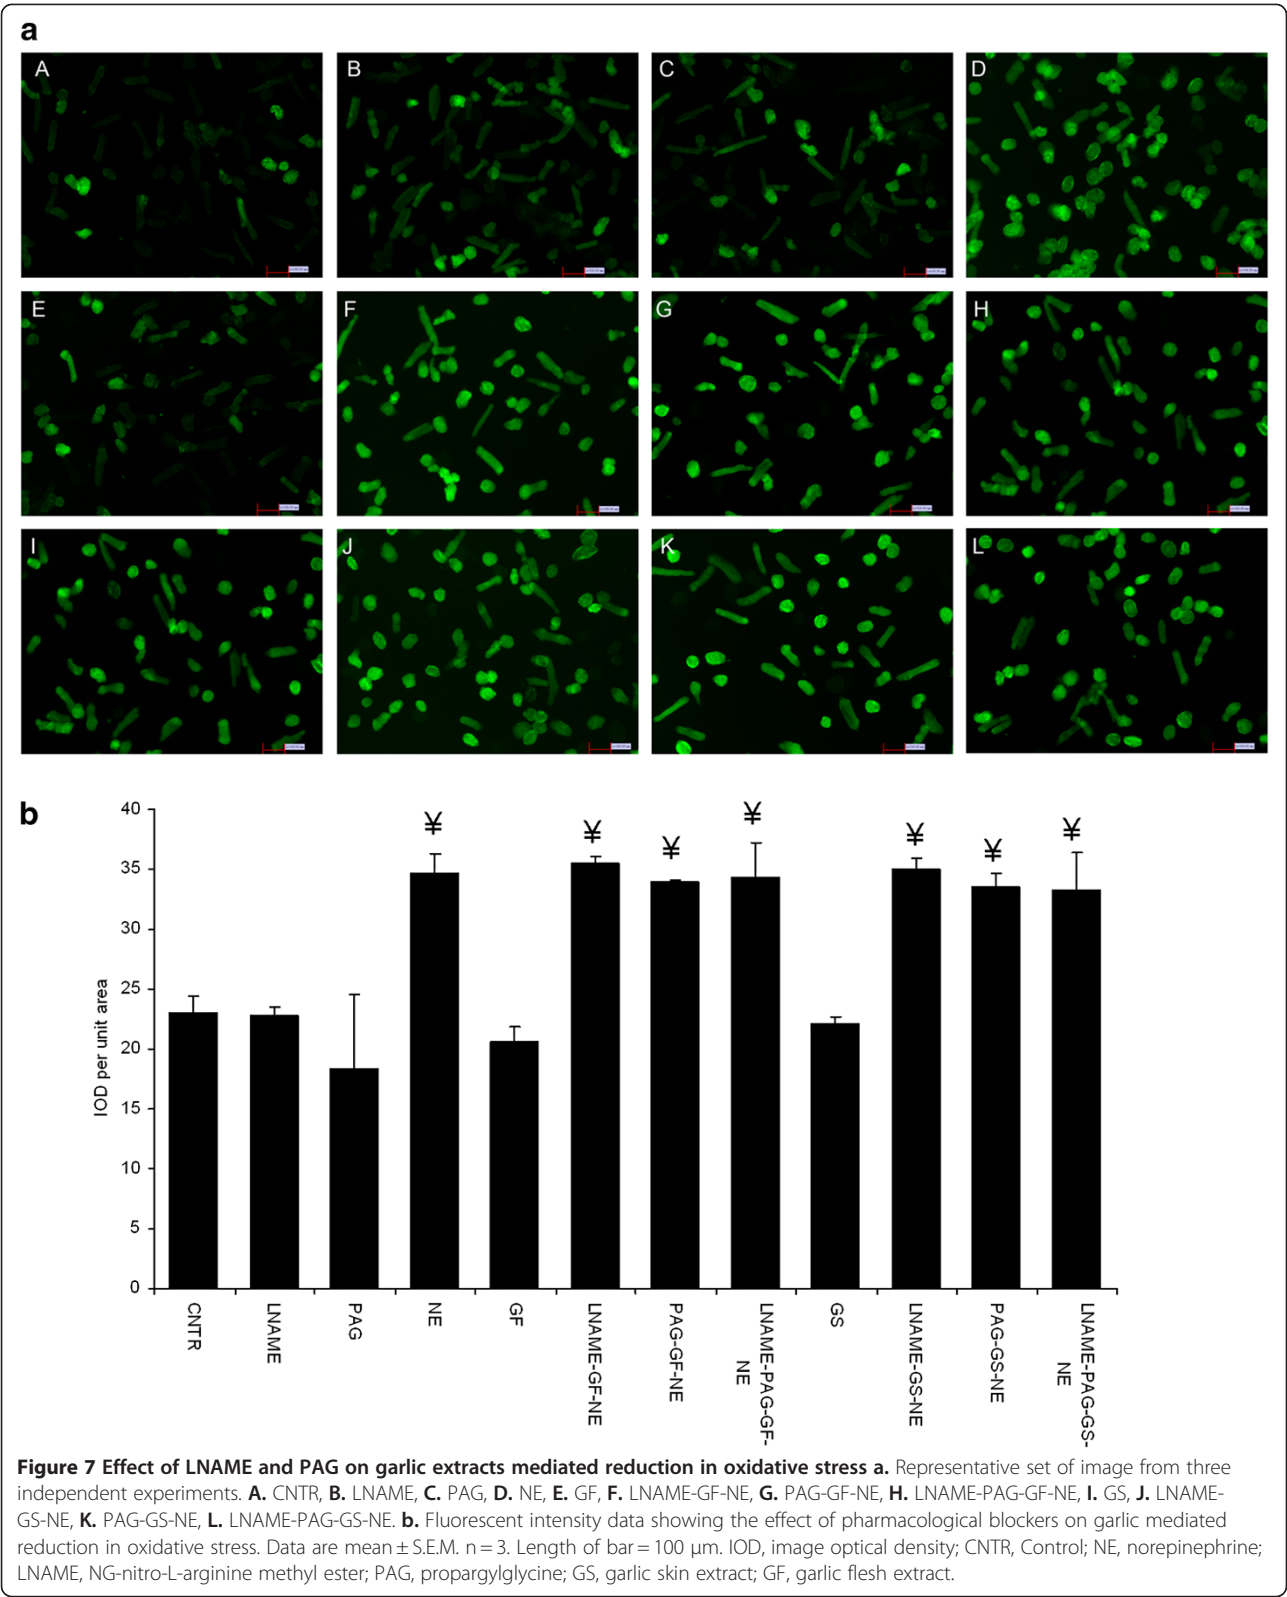 a
A
B
C
D
E
F
G
H
I
J
K
L
b
40
35
30
25
20
15
10
5
0
IOD per unit area
¥
¥
¥
¥
¥
¥
¥
CNTR
LNAME
PAG
NE
GF
LNAME-GF-NE
PAG-GF-NE
LNAME-PAG-GF-
NE
GS
LNAME-GS-NE
PAG-GS-NE
LNAME-PAG-GS-
NE
Figure 7 Effect of LNAME and PAG on garlic extracts mediated reduction in oxidative stress a. Representative set of image from three
independent experiments. A. CNTR, B. LNAME, C. PAG, D. NE, E. GF, F. LNAME-GF-NE, G. PAG-GF-NE, H. LNAME-PAG-GF-NE, I. GS, J. LNAME-
GS-NE, K. PAG-GS-NE, L. LNAME-PAG-GS-NE. b. Fluorescent intensity data showing the effect of pharmacological blockers on garlic mediated
reduction in oxidative stress. Data are mean ± S.E.M. n = 3. Length of bar = 100 μm. IOD, image optical density; CNTR, Control; NE, norepinephrine;
LNAME, NG-nitro-L-arginine methyl ester; PAG, propargylglycine; GS, garlic skin extract; GF, garlic flesh extract.